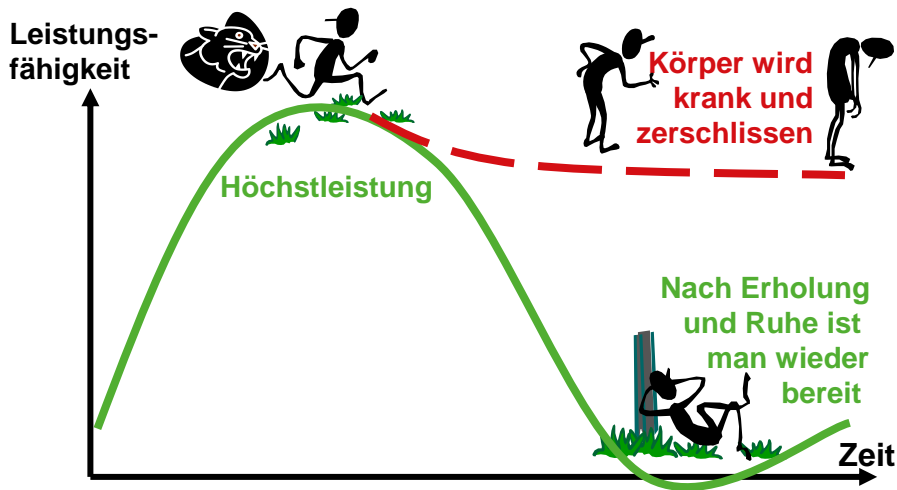 Leistungs-
fähigkeit
Körper wird
krank und
zerschlissen
Höchstleistung
Nach Erholung
und Ruhe ist
man wieder
bereit
Zeit